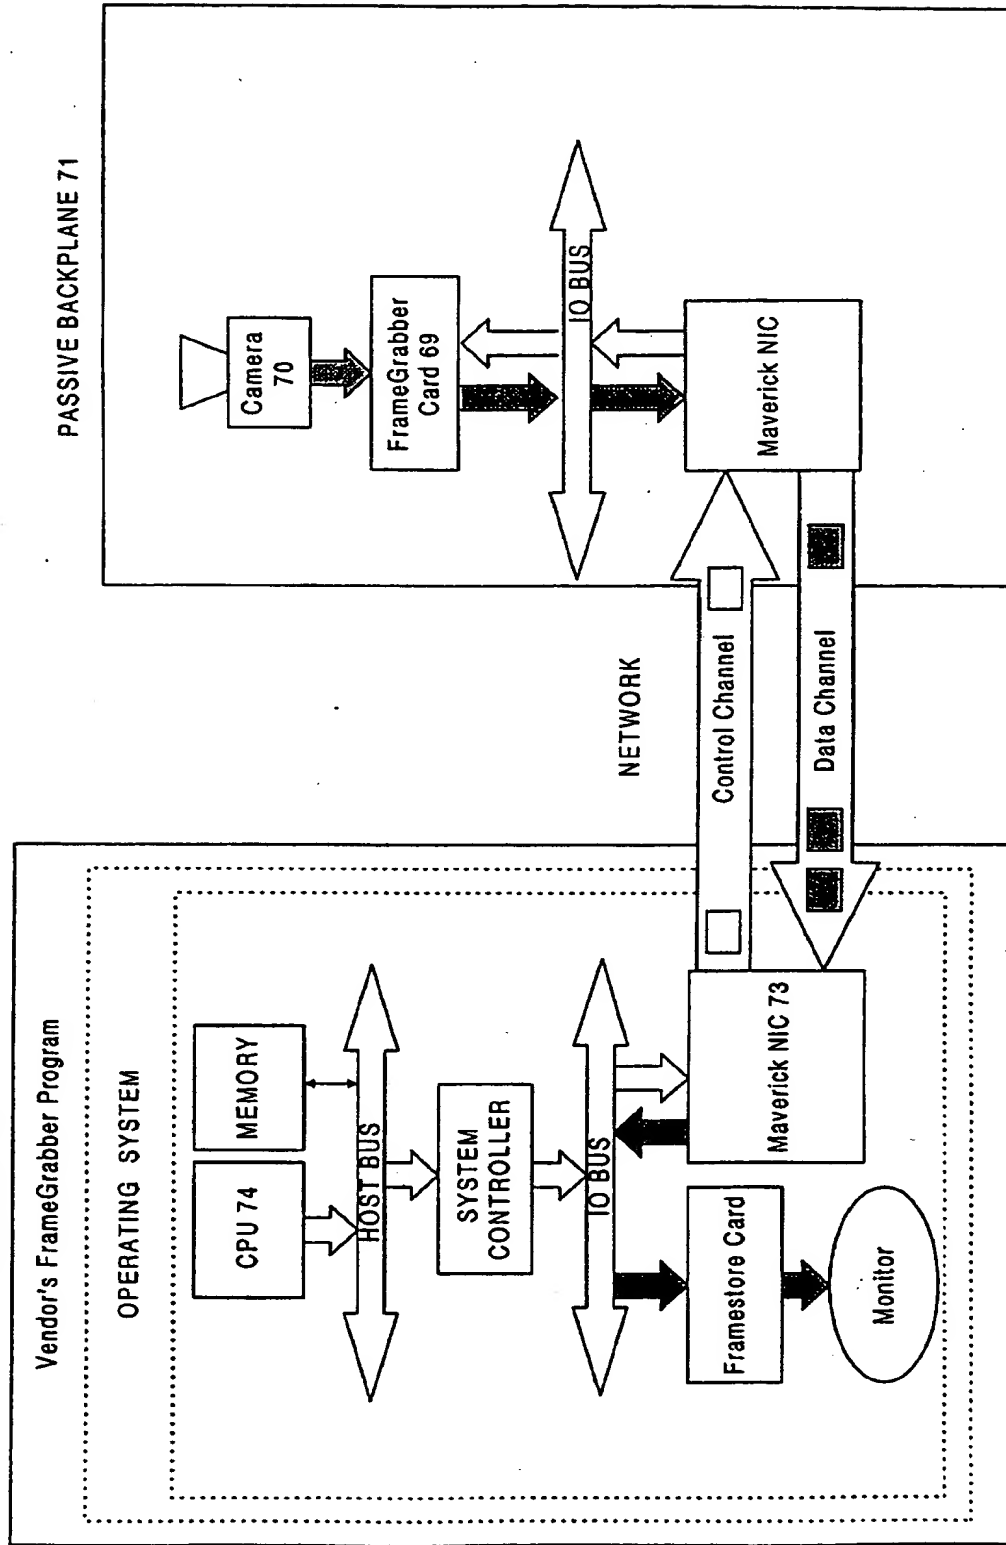 Vendor's FrameGrabber Program
OPERATING SYSTEM
CPU 74
MEMORY
HOST BUS
SYSTEM
CONTROLLER
IO BUS
Framestore Card
Monitor
Maverick NIC 73
NETWORK
Control Channel
Data Channel
PASSIVE BACKPLANE 71
Camera
70
FrameGrabber
Card 69
IO BUS
Maverick NIC